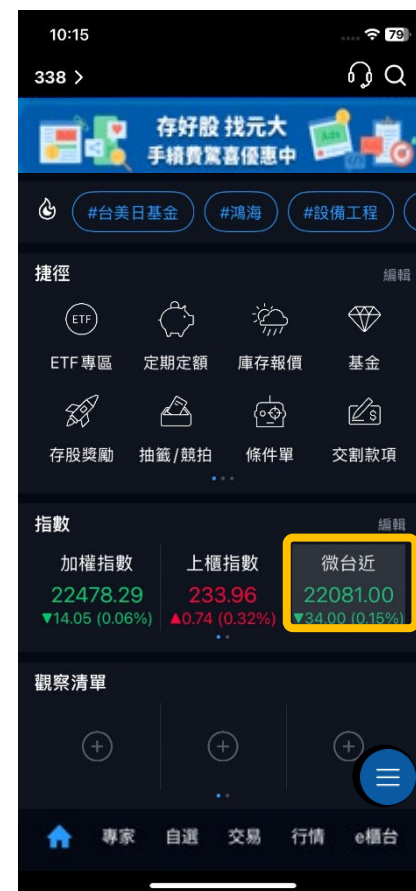 10:15
79
338 >
存好股 找元大
手續費驚喜優惠中
Ads
#台美日基金 #鴻海 #設備工程
捷徑 編輯
ETF
ETF專區 定期定額 庫存報價 基金
存股獎勵 抽籤/競拍 條件單 交割款項
指數 編輯
加權指數 上櫃指數 微台近
22478.29 233.96 22081.00
▼14.05 (0.06%) ▲0.74 (0.32%) ▼34.00 (0.15%)
觀察清單
專家 自選 交易 行情 e櫃台